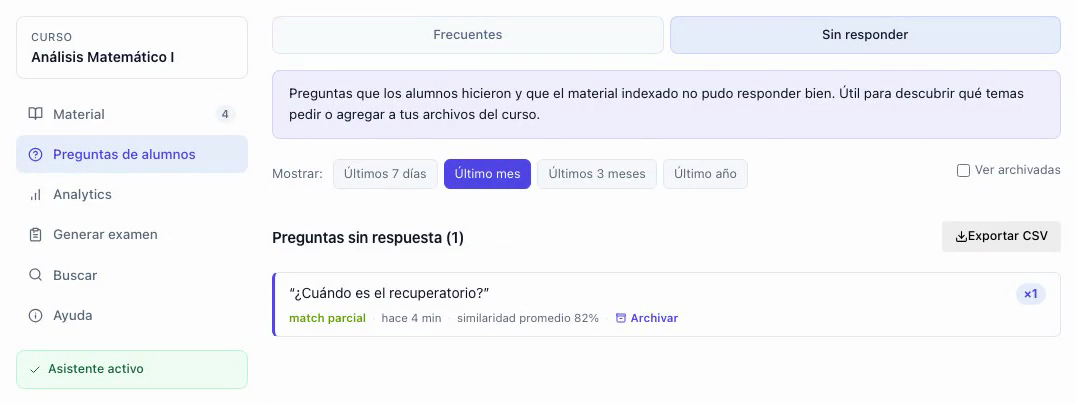 CURSO
Análisis Matemático I
Material 4
Preguntas de alumnos
Analytics
Generar examen
Buscar
Ayuda
Asistente activo
Frecuentes
Sin responder
Preguntas que los alumnos hicieron y que el material indexado no pudo responder bien. Útil para descubrir qué temas
pedir o agregar a tus archivos del curso.
Mostrar: Últimos 7 días Último mes Últimos 3 meses Último año Ver archivadas
Preguntas sin respuesta (1) Exportar CSV
“¿Cuándo es el recuperatorio?” ×1
match parcial · hace 4 min · similaridad promedio 82% · Archivar